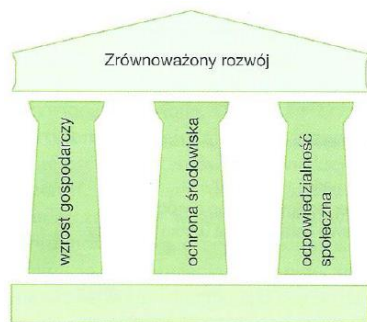 Zrównoważony rozwój
wzrost gospodarczy
ochrona środowiska
odpowiedzialność
społeczna